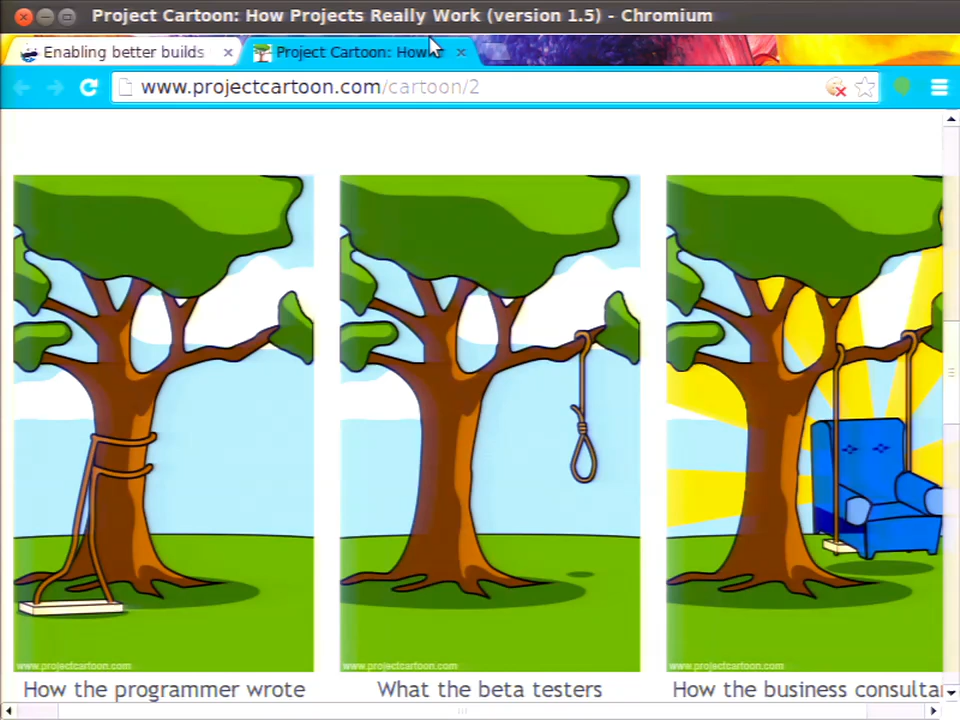 Project Cartoon: How Projects Really Work (version 1.5) - Chromium
Enabling better builds
Project Cartoon: How
www.projectcartoon.com/cartoon/2
www.projectcartoon.com
www.projectcartoon.com
www.projectcartoon.com
How the programmer wrote
What the beta testers
How the business consultan